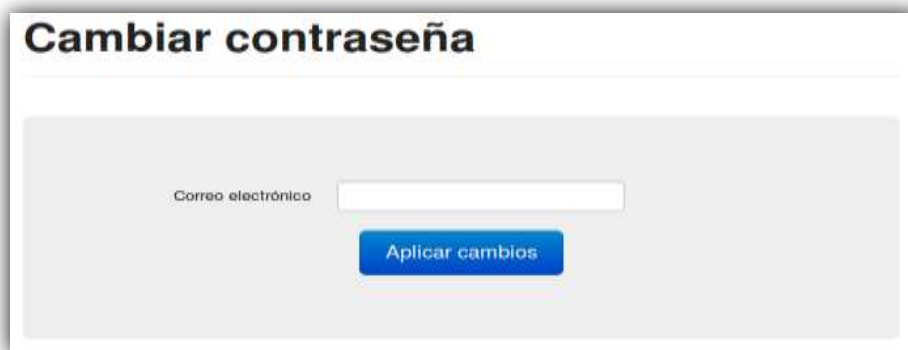 Cambiar contraseña
Correo electrónico
Aplicar cambios